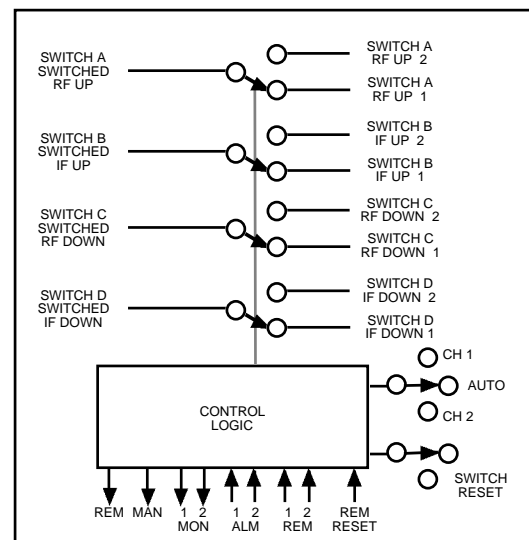 SWITCH A
SWITCHED
RF UP
SWITCH A
RF UP 2
SWITCH A
RF UP 1
SWITCH B
SWITCHED
IF UP
SWITCH B
IF UP 2
SWITCH B
IF UP 1
SWITCH C
SWITCHED
RF DOWN
SWITCH C
RF DOWN 2
SWITCH C
RF DOWN 1
SWITCH D
SWITCHED
IF DOWN
SWITCH D
IF DOWN 2
SWITCH D
IF DOWN 1
CH 1
AUTO
CH 2
CONTROL
LOGIC
SWITCH
RESET
REM
MAN
1 2
MON
1 2
ALM
1 2
REM
REM
RESET